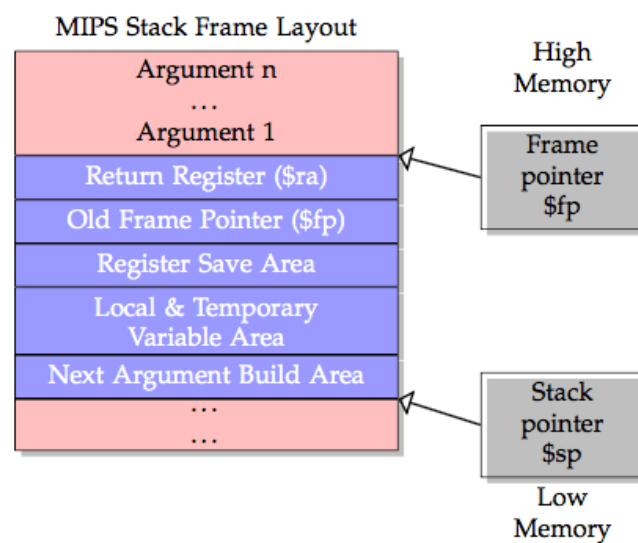 MIPS Stack Frame Layout
Argument n
...
Argument 1
Return Register ($ra)
Old Frame Pointer ($fp)
Register Save Area
Local & Temporary
Variable Area
Next Argument Build Area
...
...
High
Memory
Frame
pointer
$fp
Stack
pointer
$sp
Low
Memory